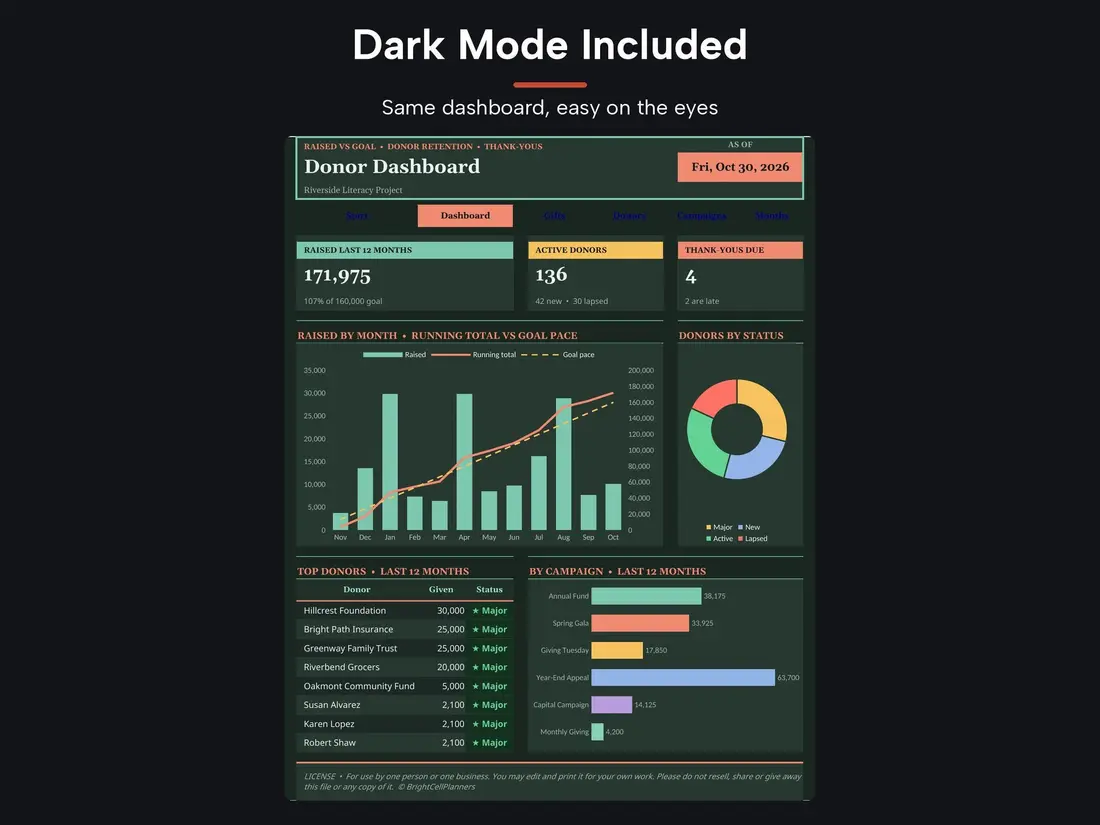 Dark Mode Included
Same dashboard, easy on the eyes
RAISED VS GOAL • DONOR RETENTION • THANK-YOUS
AS OF
Donor Dashboard
Fri, Oct 30, 2026
Riverside Literacy Project
Start Dashboard Gifts Donors Campaigns Months
RAISED LAST 12 MONTHS
171,975
107% of 160,000 goal
ACTIVE DONORS
136
42 new • 30 lapsed
THANK-YOUS DUE
4
2 are late
RAISED BY MONTH • RUNNING TOTAL VS GOAL PACE
Raised Running total Goal pace
35,000
30,000
25,000
20,000
15,000
10,000
5,000
0
200,000
180,000
160,000
140,000
120,000
100,000
80,000
60,000
40,000
20,000
0
Nov Dec Jan Feb Mar Apr May Jun Jul Aug Sep Oct
DONORS BY STATUS
Major New
Active Lapsed
TOP DONORS • LAST 12 MONTHS
Donor Given Status
Hillcrest Foundation 30,000 ★ Major
Bright Path Insurance 25,000 ★ Major
Greenway Family Trust 25,000 ★ Major
Riverbend Grocers 20,000 ★ Major
Oakmont Community Fund 5,000 ★ Major
Susan Alvarez 2,100 ★ Major
Karen Lopez 2,100 ★ Major
Robert Shaw 2,100 ★ Major
BY CAMPAIGN • LAST 12 MONTHS
Annual Fund 38,175
Spring Gala 33,925
Giving Tuesday 17,850
Year-End Appeal 63,700
Capital Campaign 14,125
Monthly Giving 4,200
LICENSE • For use by one person or one business. You may edit and print it for your own work. Please do not resell, share or give away
this file or any copy of it. © BrightCellPlanners